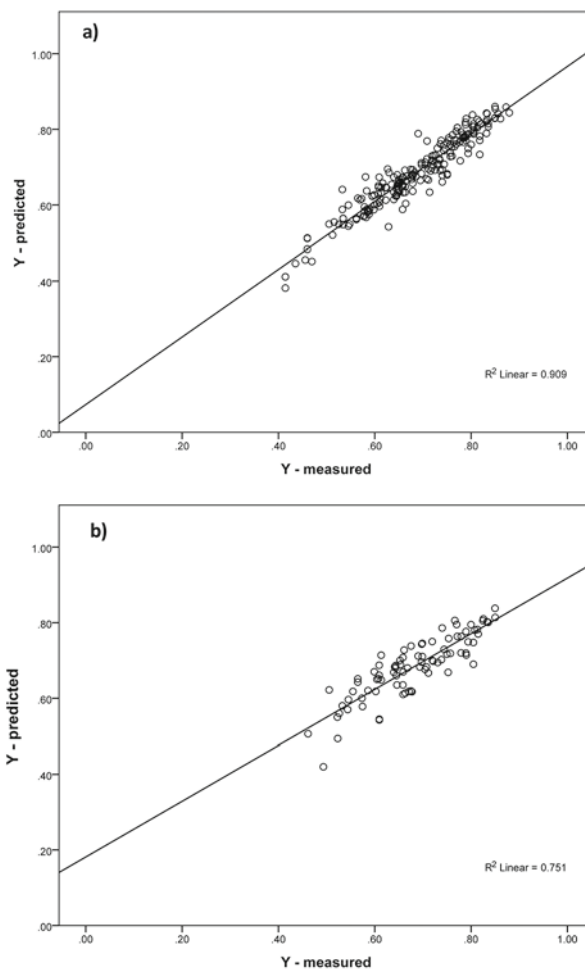 a)
1.00
.80
.60
.40
.20
.00
Y - predicted
R² Linear = 0.909
.00 .20 .40 .60 .80 1.00
Y - measured
b)
1.00
.80
.60
.40
.20
.00
Y - predicted
R² Linear = 0.751
.00 .20 .40 .60 .80 1.00
Y - measured